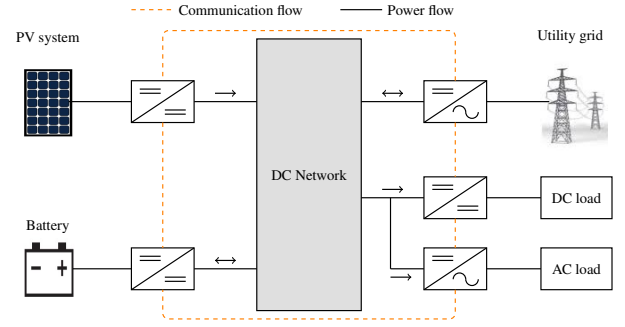 Communication flow
Power flow
PV system
Utility grid
DC Network
DC load
Battery
AC load